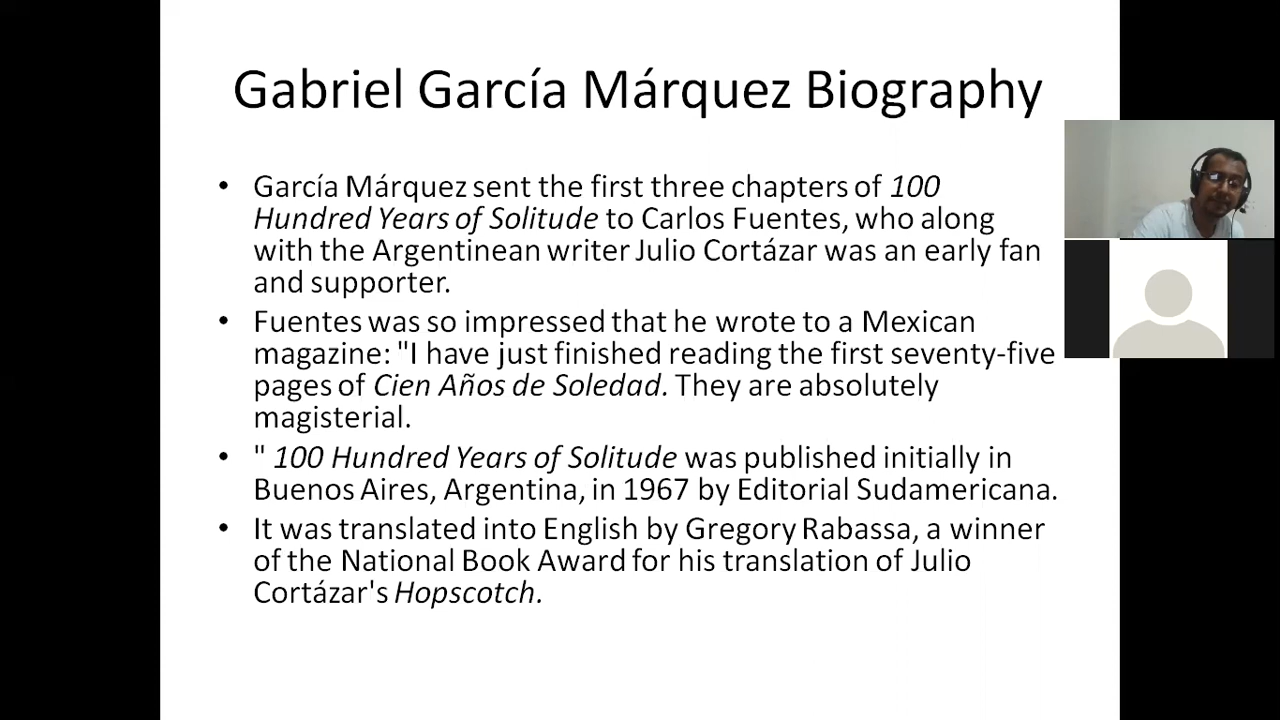 Gabriel García Márquez Biography
• García Márquez sent the first three chapters of 100
Hundred Years of Solitude to Carlos Fuentes, who along
with the Argentinean writer Julio Cortázar was an early fan
and supporter.
• Fuentes was so impressed that he wrote to a Mexican
magazine: "I have just finished reading the first seventy-five
pages of Cien Años de Soledad. They are absolutely
magisterial.
• " 100 Hundred Years of Solitude was published initially in
Buenos Aires, Argentina, in 1967 by Editorial Sudamericana.
• It was translated into English by Gregory Rabassa, a winner
of the National Book Award for his translation of Julio
Cortázar's Hopscotch.